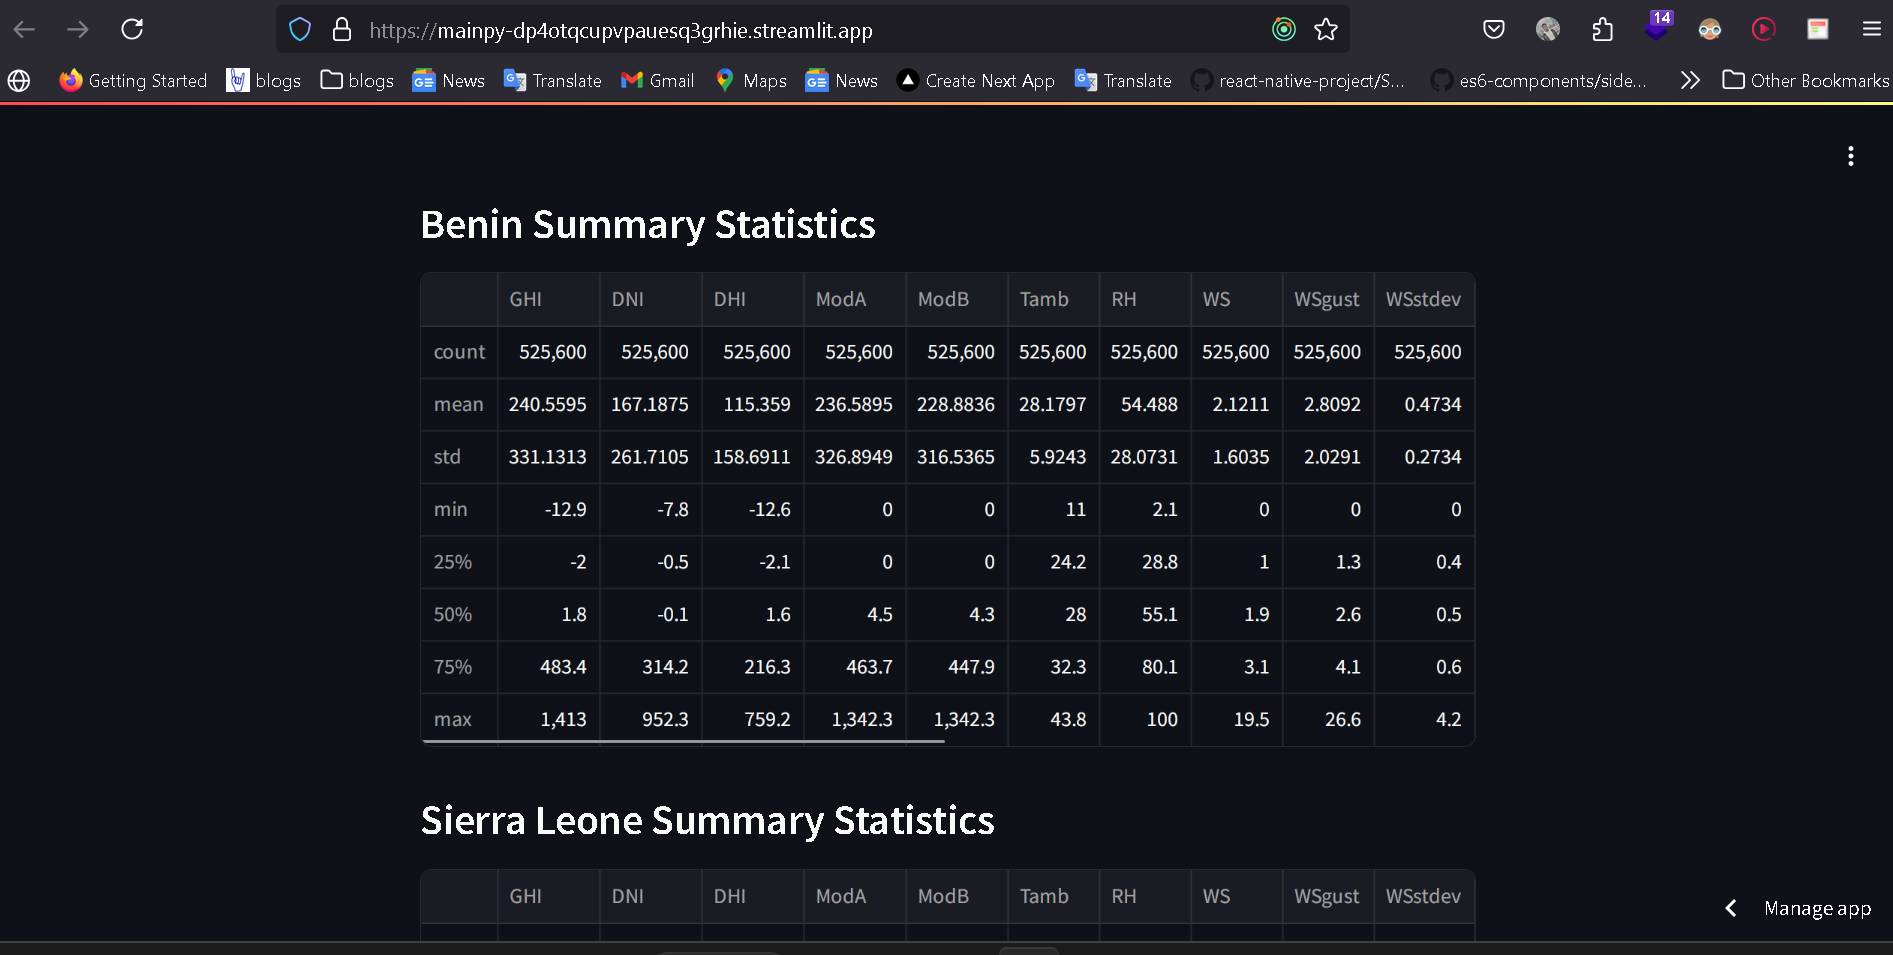 https://mainpy-dp4otqcupvpauesq3grhie.streamlit.app
14
Getting Started blogs blogs News Translate Gmail Maps News Create Next App Translate react-native-project/S... es6-components/side... Other Bookmarks
Benin Summary Statistics
GHI DNI DHI ModA ModB Tamb RH WS WSgust WSstdev
count 525,600 525,600 525,600 525,600 525,600 525,600 525,600 525,600 525,600 525,600
mean 240.5595 167.1875 115.359 236.5895 228.8836 28.1797 54.488 2.1211 2.8092 0.4734
std 331.1313 261.7105 158.6911 326.8949 316.5365 5.9243 28.0731 1.6035 2.0291 0.2734
min -12.9 -7.8 -12.6 0 0 11 2.1 0 0 0
25% -2 -0.5 -2.1 0 0 24.2 28.8 1 1.3 0.4
50% 1.8 -0.1 1.6 4.5 4.3 28 55.1 1.9 2.6 0.5
75% 483.4 314.2 216.3 463.7 447.9 32.3 80.1 3.1 4.1 0.6
max 1,413 952.3 759.2 1,342.3 1,342.3 43.8 100 19.5 26.6 4.2
Sierra Leone Summary Statistics
GHI DNI DHI ModA ModB Tamb RH WS WSgust WSstdev
Manage app